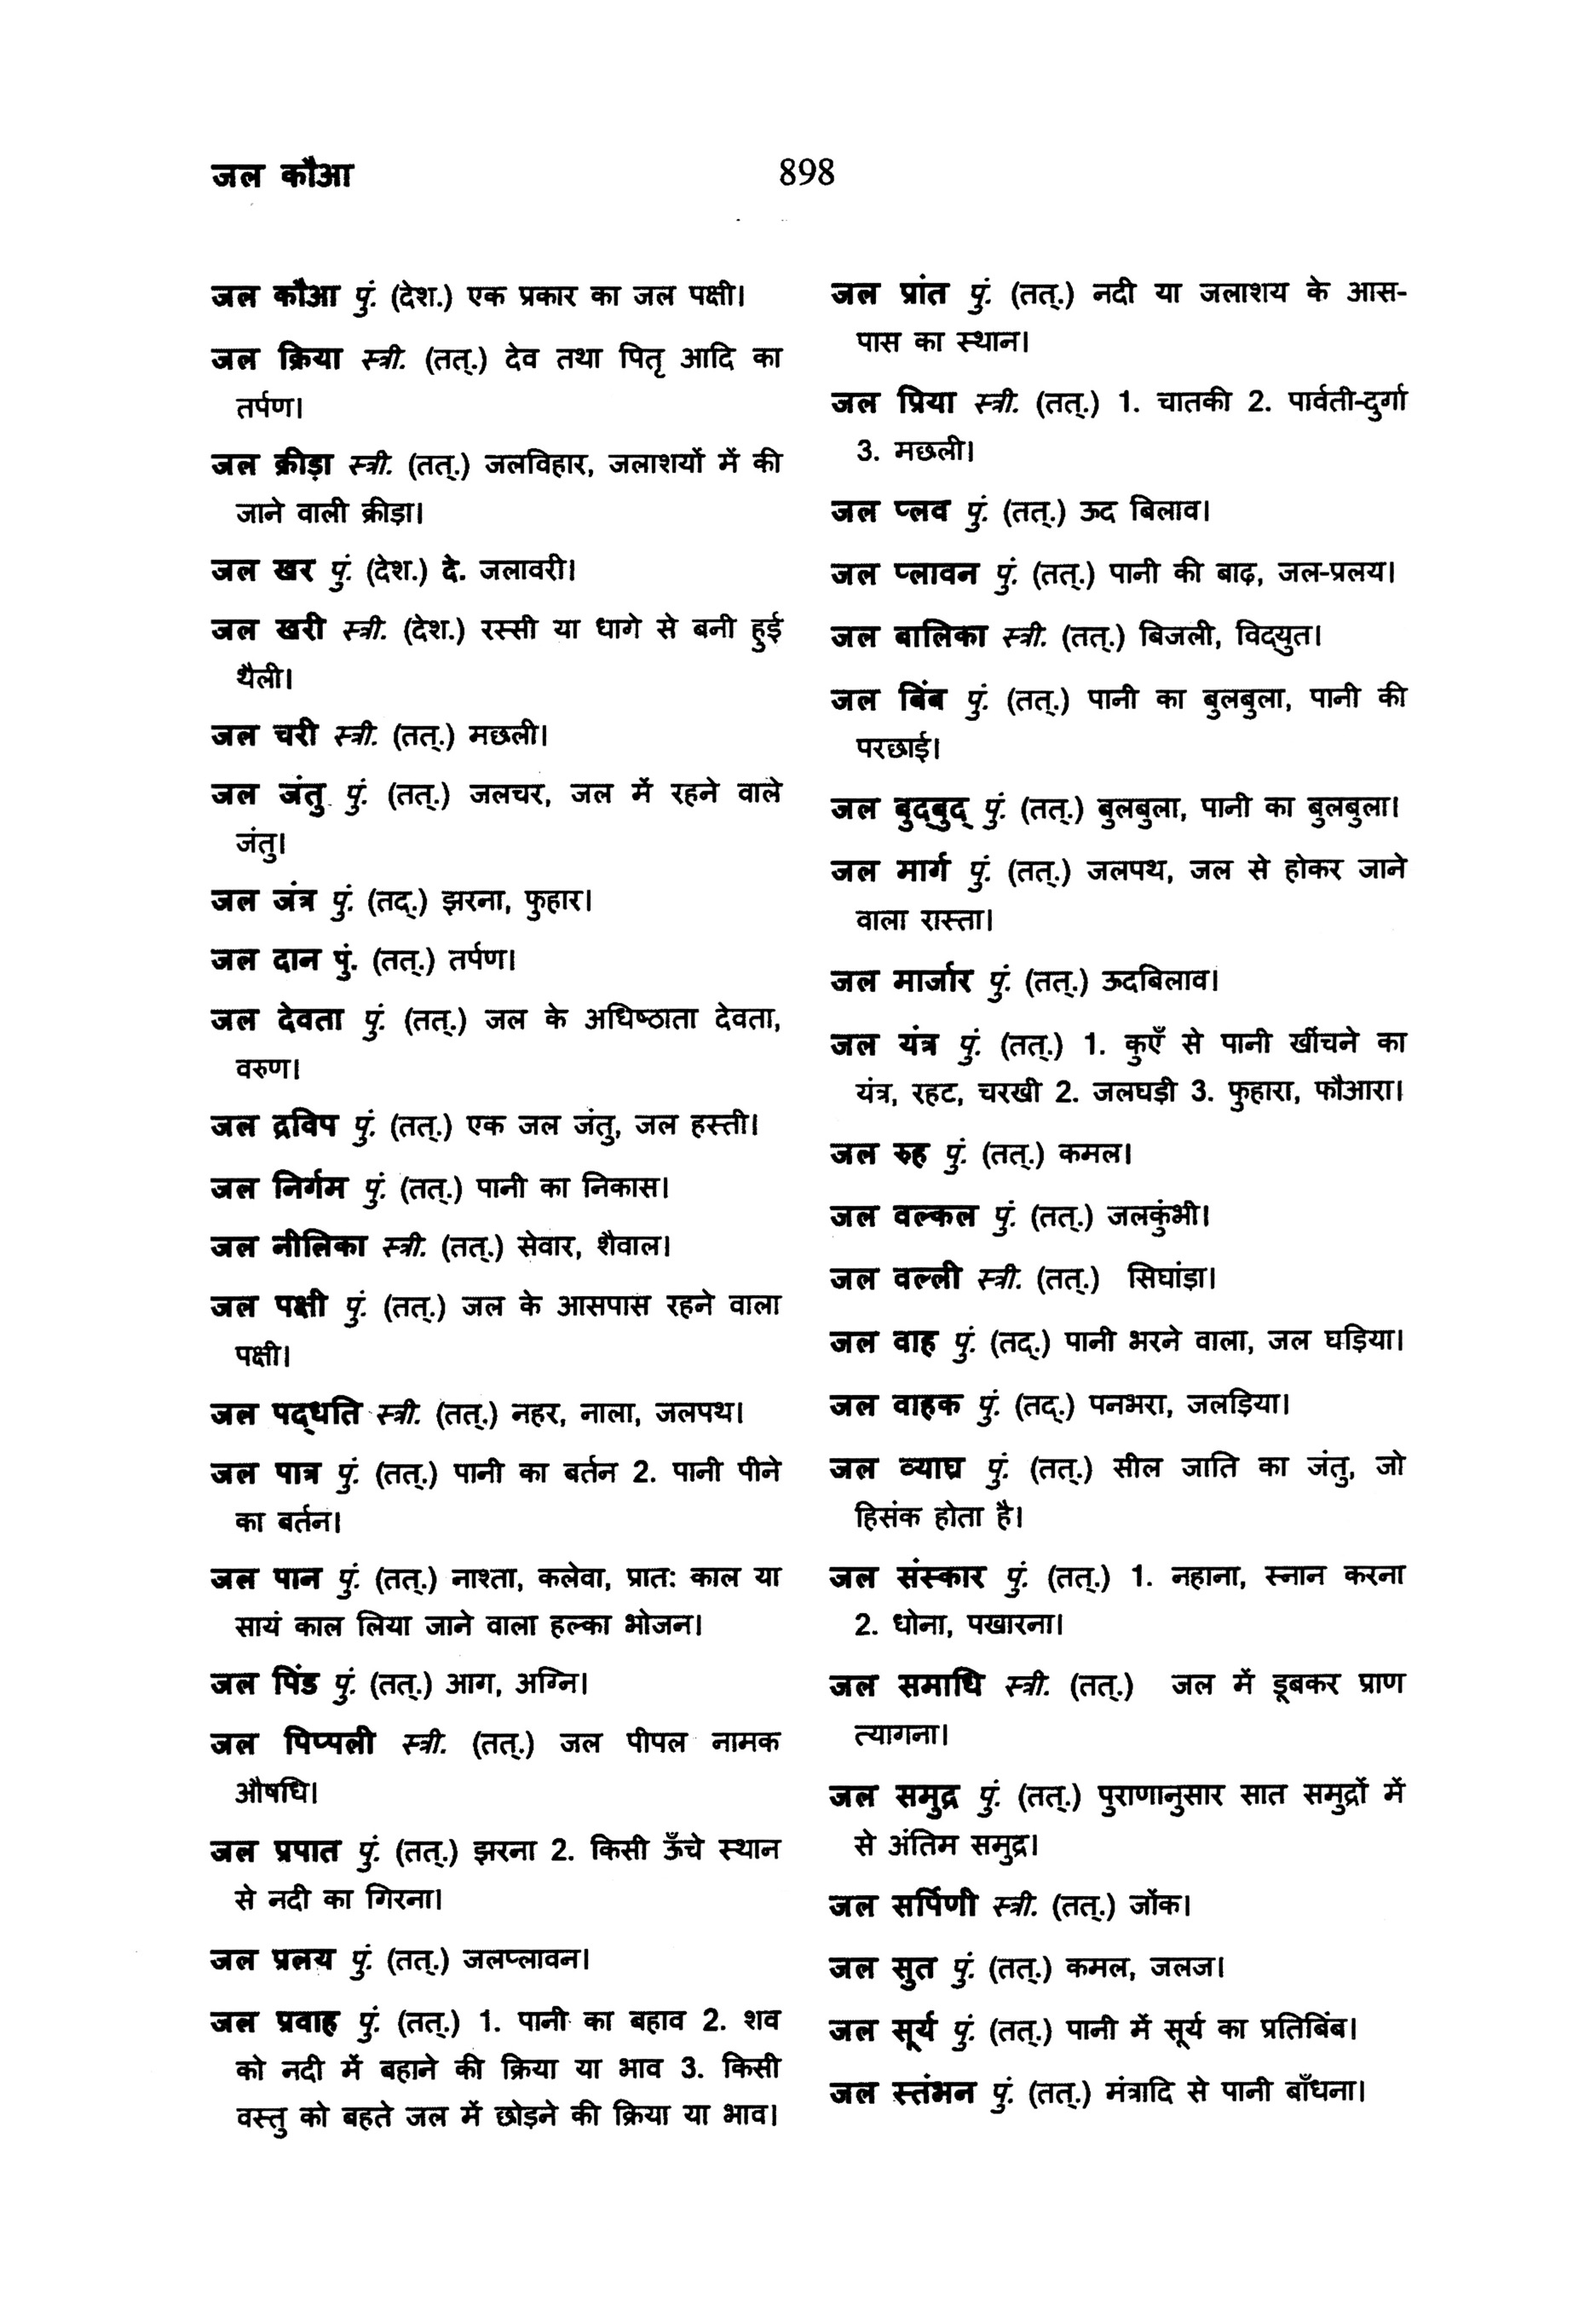 जल कौआ
898
जल कौआ पुं. (देश.) एक प्रकार का जल पक्षी।
जल क्रिया स्त्री. (तत्.) देव तथा पितृ आदि का
तर्पण।
जल क्रीड़ा स्त्री. (तत्.) जलविहार, जलाशयों में की
जाने वाली क्रीड़ा।
जल खर पुं. (देश.) दे. जलावरी।
जल खरी स्त्री. (देश.) रस्सी या धागे से बनी हुई
थैली।
जल चरी स्त्री. (तत्.) मछली।
जल जंतु पुं. (तत्.) जलचर, जल में रहने वाले
जंतु।
जल जंत्र पुं. (तद्.) झरना, फुहार।
जल दान पुं. (तत्.) तर्पण।
जल देवता पुं. (तत्.) जल के अधिष्ठाता देवता,
वरुण।
जल द्रविप पुं. (तत्.) एक जल जंतु, जल हस्ती।
जल निर्गम पुं. (तत्.) पानी का निकास।
जल नीलिका स्त्री. (तत्.) सेवार, शैवाल।
जल पक्षी पुं. (तत्.) जल के आसपास रहने वाला
पक्षी।
जल पद्धति स्त्री. (तत्.) नहर, नाला, जलपथ।
जल पात्र पुं. (तत्.) पानी का बर्तन 2. पानी पीने
का बर्तन।
जल पान पुं. (तत्.) नाश्ता, कलेवा, प्रात: काल या
सायं काल लिया जाने वाला हल्का भोजन।
जल पिंड पुं. (तत्.) आग, अग्नि।
जल पिप्पली स्त्री. (तत्.) जल पीपल नामक
औषधि।
जल प्रपात पुं. (तत्.) झरना 2. किसी ऊँचे स्थान
से नदी का गिरना।
जल प्रलय पुं. (तत्.) जलप्लावन।
जल प्रवाह पुं. (तत्.) 1. पानी का बहाव 2. शव
को नदी में बहाने की क्रिया या भाव 3. किसी
वस्तु को बहते जल में छोड़ने की क्रिया या भाव।
जल प्रांत पुं. (तत्.) नदी या जलाशय के आस-
पास का स्थान।
जल प्रिया स्त्री. (तत्.) 1. चातकी 2. पार्वती-दुर्गा
3. मछली।
जल प्लव पुं. (तत्.) ऊद बिलाव।
जल प्लावन पुं. (तत्.) पानी की बाढ़, जल-प्रलय।
जल बालिका स्त्री. (तत्.) बिजली, विद्युत।
जल बिंब पुं. (तत्.) पानी का बुलबुला, पानी की
परछाई।
जल बुद्बुद् पुं. (तत्.) बुलबुला, पानी का बुलबुला।
जल मार्ग पुं. (तत्.) जलपथ, जल से होकर जाने
वाला रास्ता।
जल मार्जार पुं. (तत्.) ऊदबिलाव।
जल यंत्र पुं. (तत्.) 1. कुएँ से पानी खींचने का
यंत्र, रहट, चरखी 2. जलघड़ी 3. फुहारा, फौआरा।
जल रुह पुं. (तत्.) कमल।
जल वल्कल पुं. (तत्.) जलकुंभी।
जल वल्ली स्त्री. (तत्.) सिघांड़ा।
जल वाह पुं. (तद्.) पानी भरने वाला, जल घड़िया।
जल वाहक पुं. (तद्.) पनभरा, जलड़िया।
जल व्याघ्र पुं. (तत्.) सील जाति का जंतु, जो
हिसंक होता है।
जल संस्कार पुं. (तत्.) 1. नहाना, स्नान करना
2. धोना, पखारना।
जल समाधि स्त्री. (तत्.) जल में डूबकर प्राण
त्यागना।
जल समुद्र पुं. (तत्.) पुराणानुसार सात समुद्रों में
से अंतिम समुद्र।
जल सर्पिणी स्त्री. (तत्.) जोंक।
जल सुत पुं. (तत्.) कमल, जलज।
जल सूर्य पुं. (तत्.) पानी में सूर्य का प्रतिबिंब।
जल स्तंभन पुं. (तत्.) मंत्रादि से पानी बाँधना।